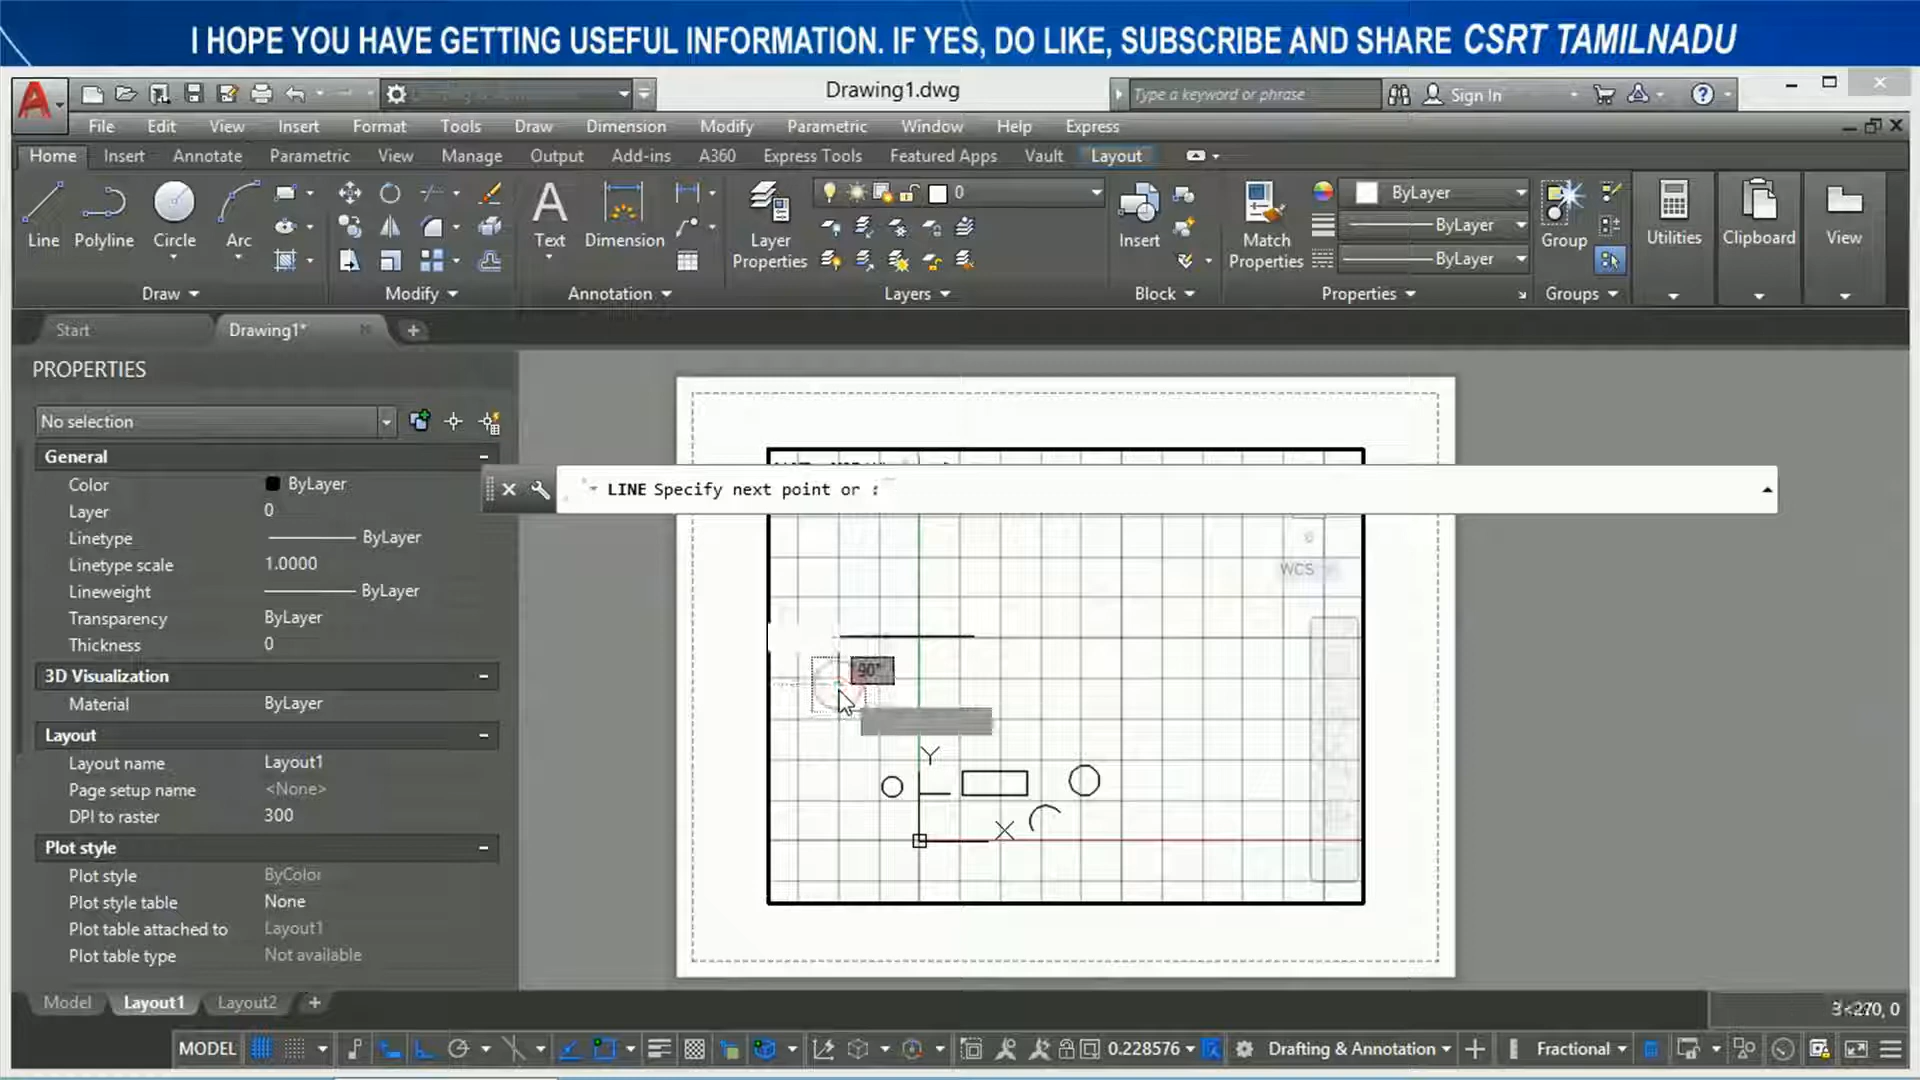 I HOPE YOU HAVE GETTING USEFUL INFORMATION. IF YES, DO LIKE, SUBSCRIBE AND SHARE CSRT TAMILNADU
Drawing1.dwg
Type a keyword or phrase
Sign In
File Edit View Insert Format Tools Draw Dimension Modify Parametric Window Help Express
Home Insert Annotate Parametric View Manage Output Add-ins A360 Express Tools Featured Apps Vault Layout
0
ByLayer
ByLayer
ByLayer
Line Polyline Circle Arc
Text Dimension
Layer Properties
Insert
Match Properties
Group
Utilities Clipboard View
Draw Modify Annotation Layers Block Properties Groups
Start Drawing1*
PROPERTIES
No selection
General
Color ByLayer
Layer 0
Linetype ByLayer
Linetype scale 1.0000
Lineweight ByLayer
Transparency ByLayer
Thickness 0
3D Visualization
Material ByLayer
Layout
Layout name Layout1
Page setup name <None>
DPI to raster 300
Plot style
Plot style ByColor
Plot style table None
Plot table attached to Layout1
Plot table type Not available
LINE Specify next point or :
WCS
90°
Y
X
Model Layout1 Layout2
3<270, 0
MODEL 0.228576 Drafting & Annotation Fractional